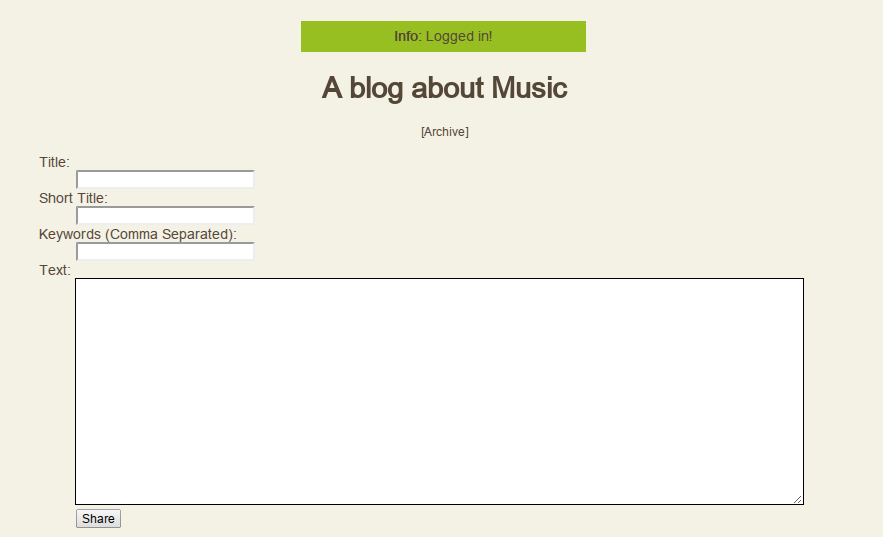 Info: Logged in!
A blog about Music
[Archive]
Title:
Short Title:
Keywords (Comma Separated):
Text:
Share